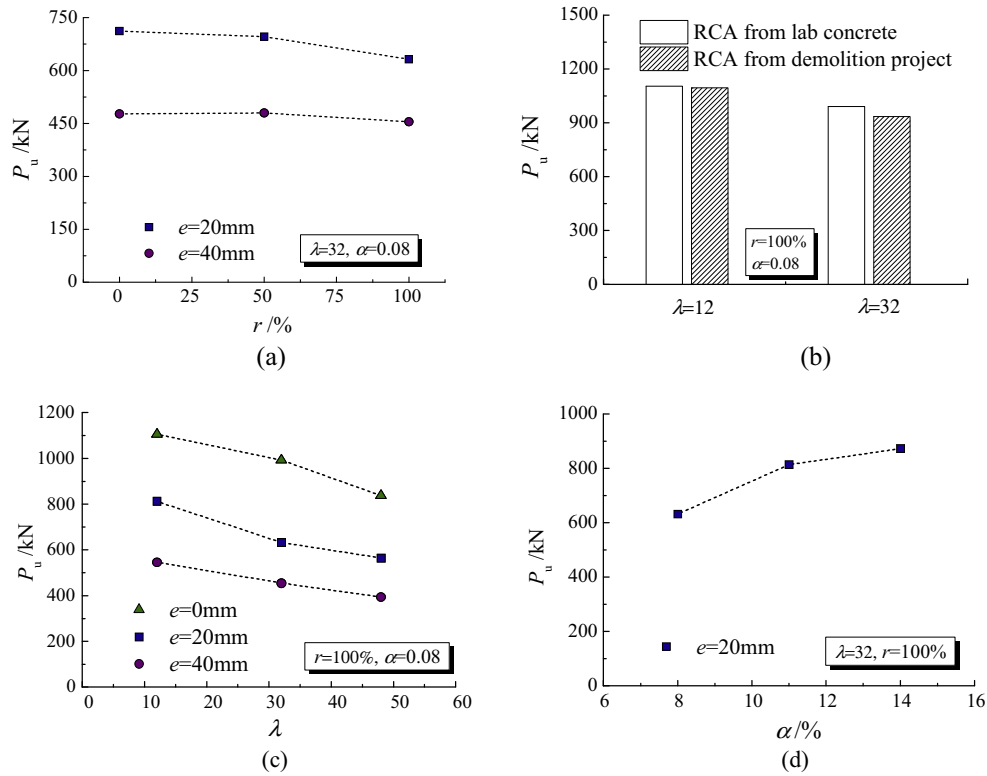 750
600
450
300
150
0
P_u /kN
e=20mm
e=40mm
λ=32, α=0.08
0 25 50 75 100
r /%
(a)
1500
1200
900
600
300
0
P_u /kN
RCA from lab concrete
RCA from demolition project
r=100%
α=0.08
λ=12 λ=32
(b)
1200
1000
800
600
400
200
0
P_u /kN
e=0mm
e=20mm
e=40mm
r=100%, α=0.08
0 10 20 30 40 50 60
λ
(c)
1000
800
600
400
200
0
P_u /kN
e=20mm
λ=32, r=100%
6 8 10 12 14 16
α /%
(d)